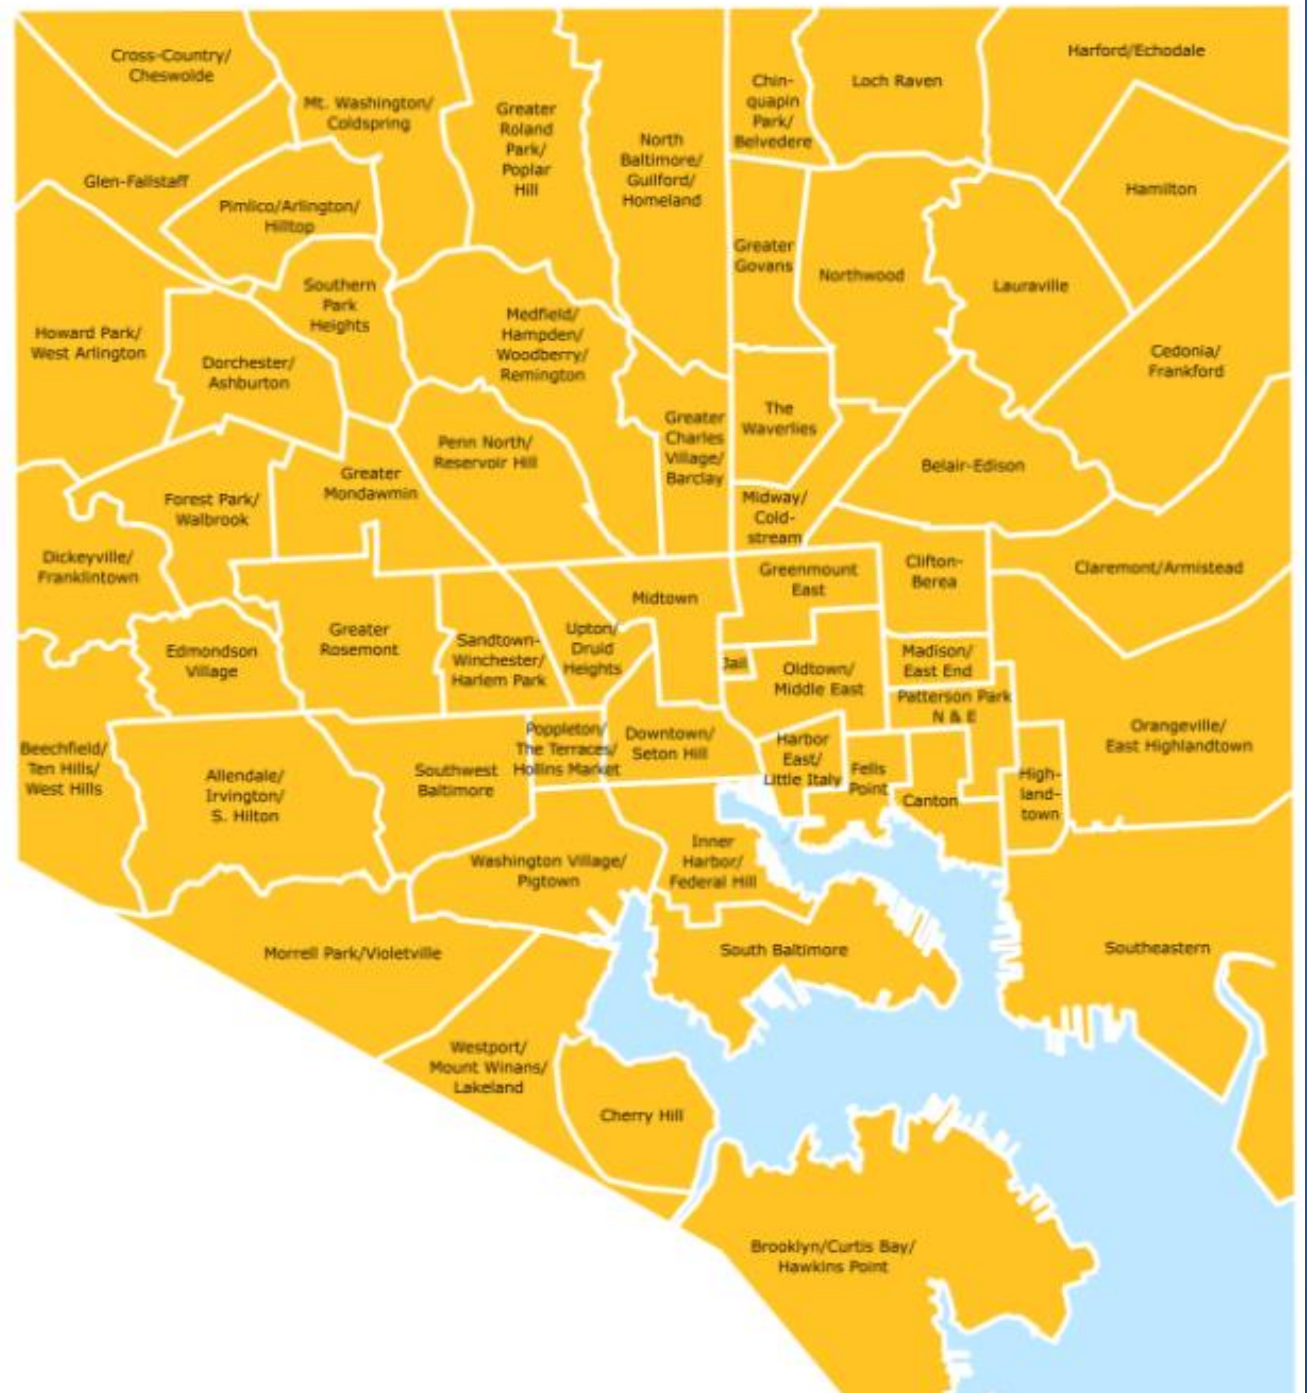 Cross-Country/
Cheswolde
Mt. Washington/
Coldspring
Greater
Roland
Park/
Poplar
Hill
North
Baltimore/
Guilford/
Homeland
Chin-
quapin
Park/
Belvedere
Loch Raven
Harford/Echodale
Glen-Fallstaff
Pimlico/Arlington/
Hilltop
Hamilton
Greater
Govans
Northwood
Lauraville
Southern
Park
Heights
Howard Park/
West Arlington
Dorchester/
Ashburton
Medfield/
Hampden/
Woodberry/
Remington
Cedonia/
Frankford
The
Waverlies
Greater
Charles
Village/
Barclay
Penn North/
Reservoir Hill
Greater
Mondawmin
Belair-Edison
Forest Park/
Walbrook
Midway/
Cold-
stream
Dickeyville/
Franklintown
Greenmount
East
Clifton-
Berea
Claremont/Armistead
Midtown
Edmondson
Village
Greater
Rosemont
Sandtown-
Winchester/
Harlem Park
Upton/
Druid
Heights
Jail
Oldtown/
Middle East
Madison/
East End
Patterson Park
N & E
Orangeville/
East Highlandtown
Beechfield/
Ten Hills/
West Hills
Allendale/
Irvington/
S. Hilton
Southwest
Baltimore
Poppleton/
The Terraces/
Hollins Market
Downtown/
Seton Hill
Harbor
East/
Little Italy
Fells
Point
Canton
High-
land-
town
Washington Village/
Pigtown
Inner
Harbor/
Federal Hill
Morrell Park/Violetville
South Baltimore
Southeastern
Westport/
Mount Winans/
Lakeland
Cherry Hill
Brooklyn/Curtis Bay/
Hawkins Point